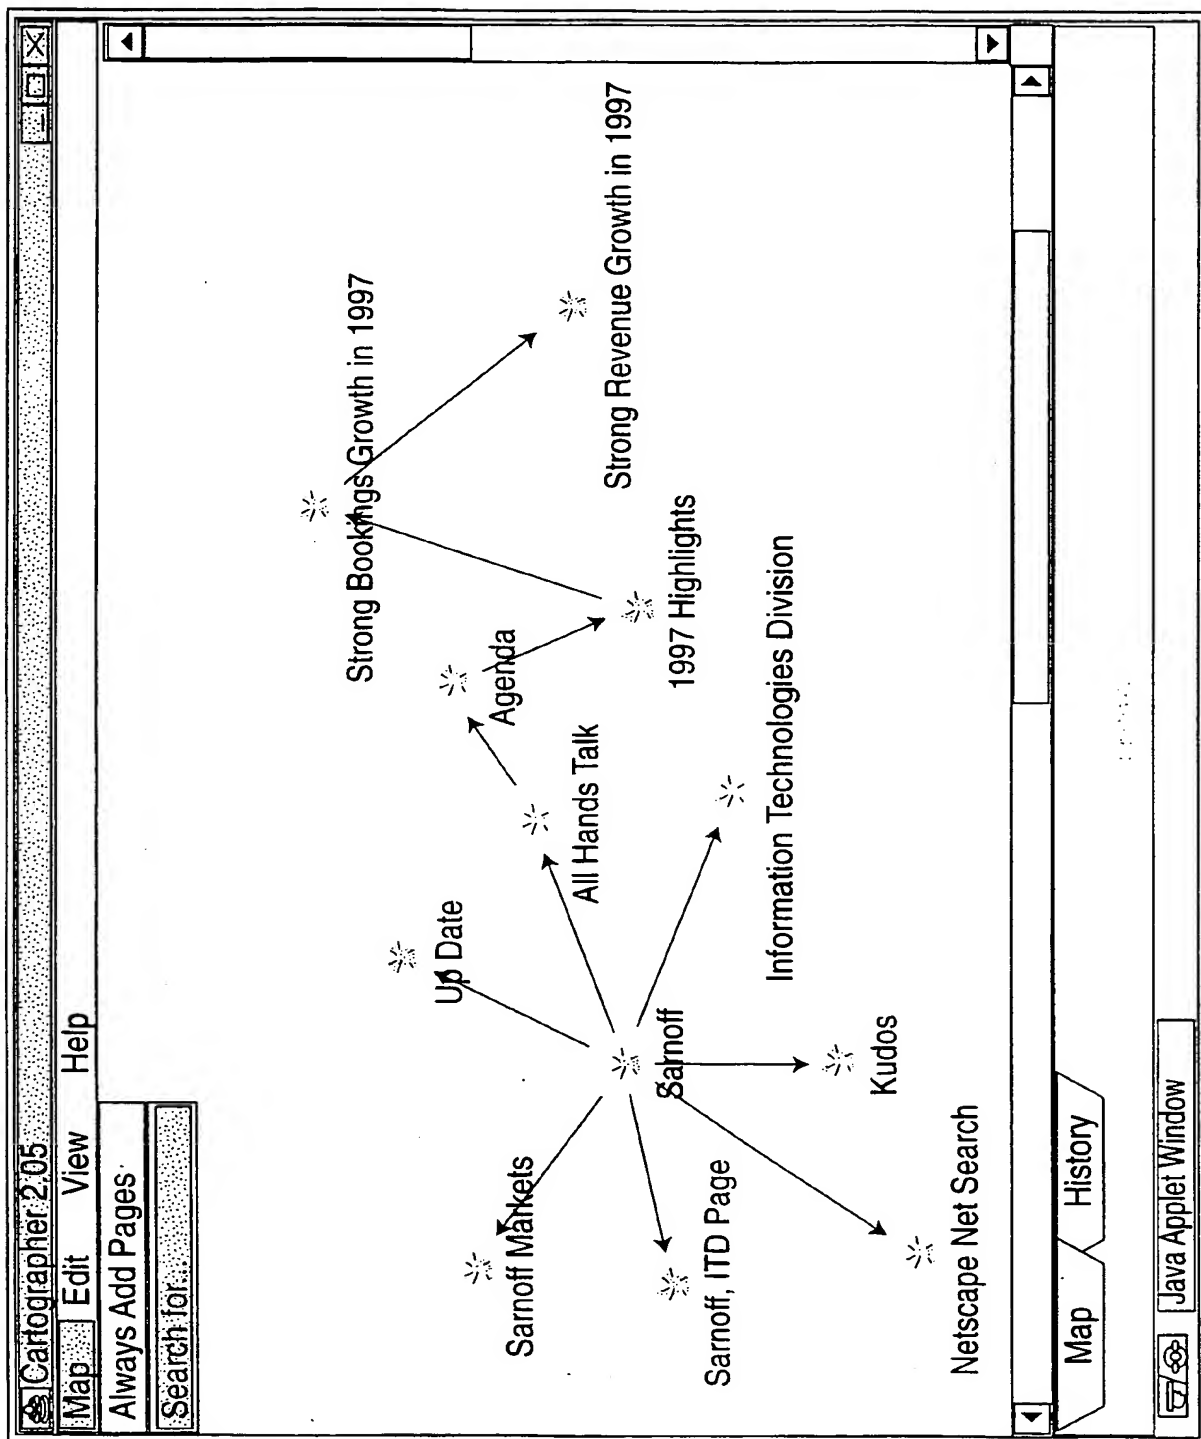 Cartographer 2.05
Map Edit View Help
Always Add Pages
Search for...
Strong Bookings Growth in 1997
Up Date
Agenda
Sarnoff Markets
All Hands Talk
Strong Revenue Growth in 1997
Sarnoff
1997 Highlights
Sarnoff, ITD Page
Information Technologies Division
Kudos
Netscape Net Search
Map History
Java Applet Window